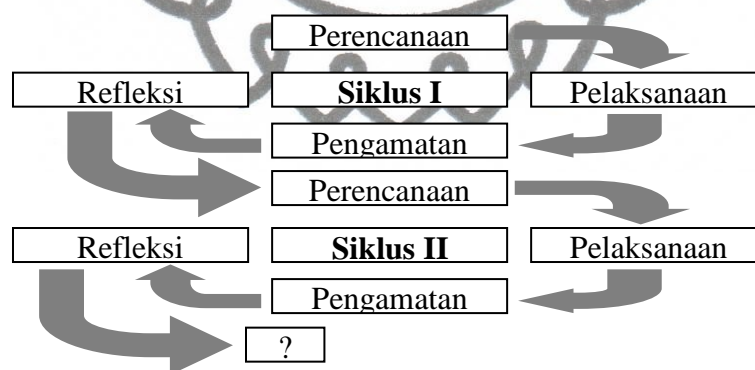 Perencanaan
Refleksi Siklus I Pelaksanaan
Pengamatan
Perencanaan
Refleksi Siklus II Pelaksanaan
Pengamatan
?